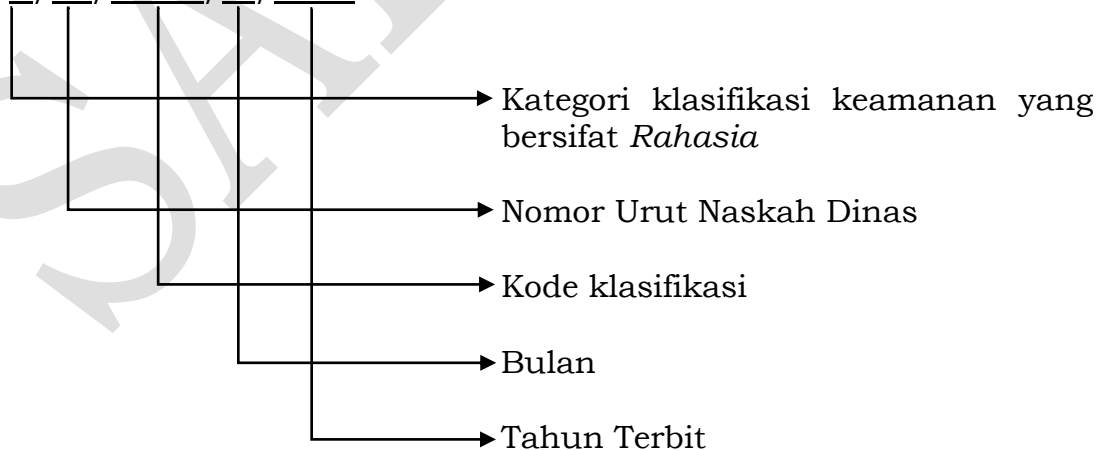 Kategori klasifikasi keamanan yang
bersifat Rahasia
Nomor Urut Naskah Dinas
Kode klasifikasi
Bulan
Tahun Terbit